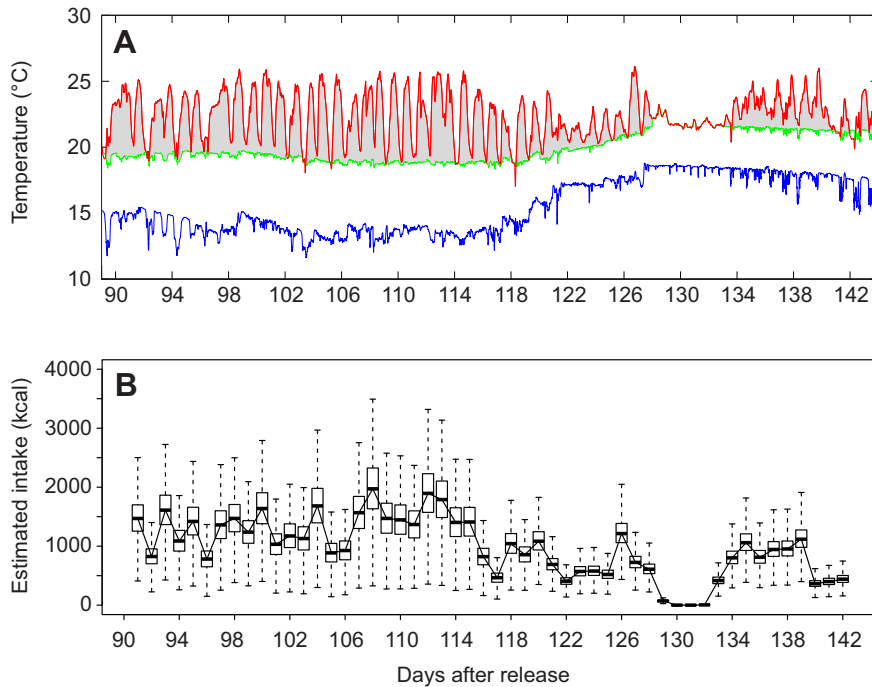 A
Temperature (°C)
30
25
20
15
10
90 94 98 102 106 110 114 118 122 126 130 134 138 142
B
Estimated intake (kcal)
4000
3000
2000
1000
0
90 94 98 102 106 110 114 118 122 126 130 134 138 142
Days after release